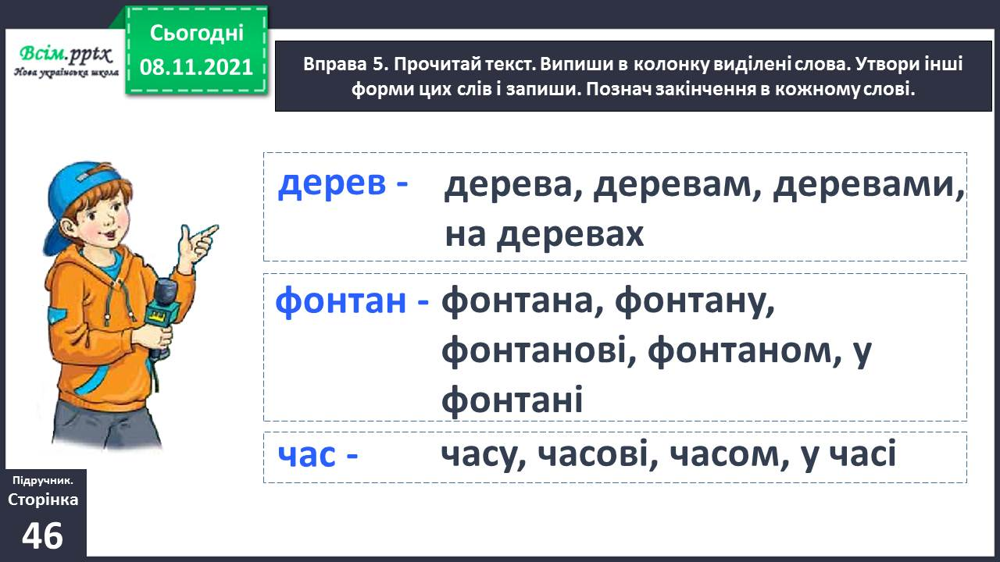 Всім.pptx
Нова українська школа
Сьогодні
08.11.2021
Вправа 5. Прочитай текст. Випиши в колонку виділені слова. Утвори інші
форми цих слів і запиши. Познач закінчення в кожному слові.
дерев - дерева, деревам, деревами,
на деревах
фонтан - фонтана, фонтану,
фонтанові, фонтаном, у
фонтані
час - часу, часові, часом, у часі
Підручник.
Сторінка
46